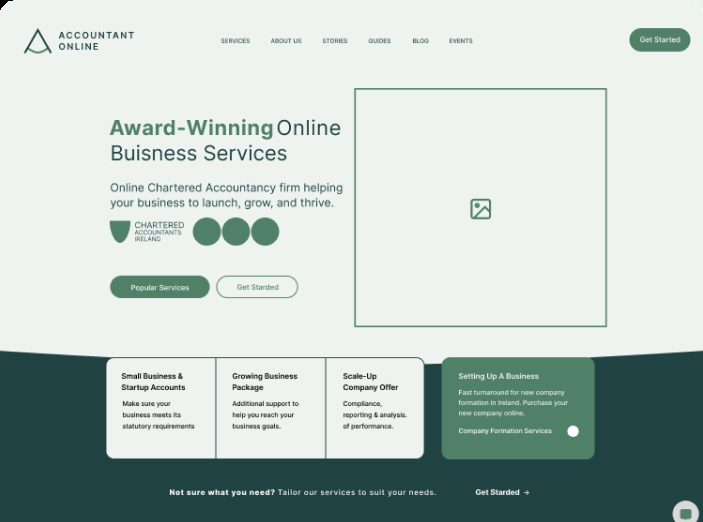 ACCOUNTANT
ONLINE
SERVICES ABOUT US STORIES GUIDES BLOG EVENTS
Get Started
Award-Winning Online
Buisness Services
Online Chartered Accountancy firm helping
your business to launch, grow, and thrive.
CHARTERED
ACCOUNTANTS
IRELAND
Popular Services Get Starded
Small Business &
Startup Accounts
Make sure your
business meets its
statutory requirements
Growing Business
Package
Additional support to
help you reach your
business goals.
Scale-Up
Company Offer
Compliance,
reporting & analysis.
of performance.
Setting Up A Business
Fast turnaround for new company
formation in Ireland. Purchase your
new company online.
Company Formation Services
Not sure what you need? Tailor our services to suit your needs. Get Starded →